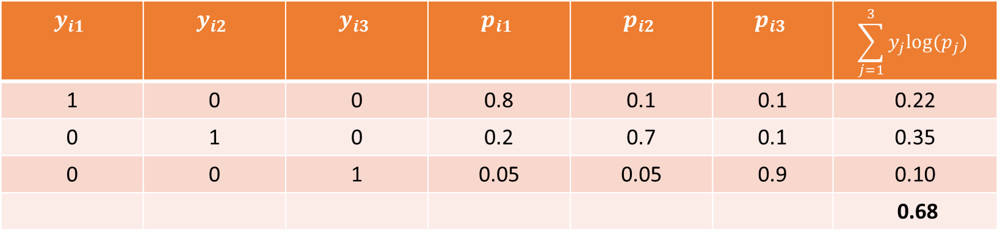 y_{i1} y_{i2} y_{i3} p_{i1} p_{i2} p_{i3} \sum_{j=1}^{3} y_j log(p_j)
1 0 0 0.8 0.1 0.1 0.22
0 1 0 0.2 0.7 0.1 0.35
0 0 1 0.05 0.05 0.9 0.10
0.68